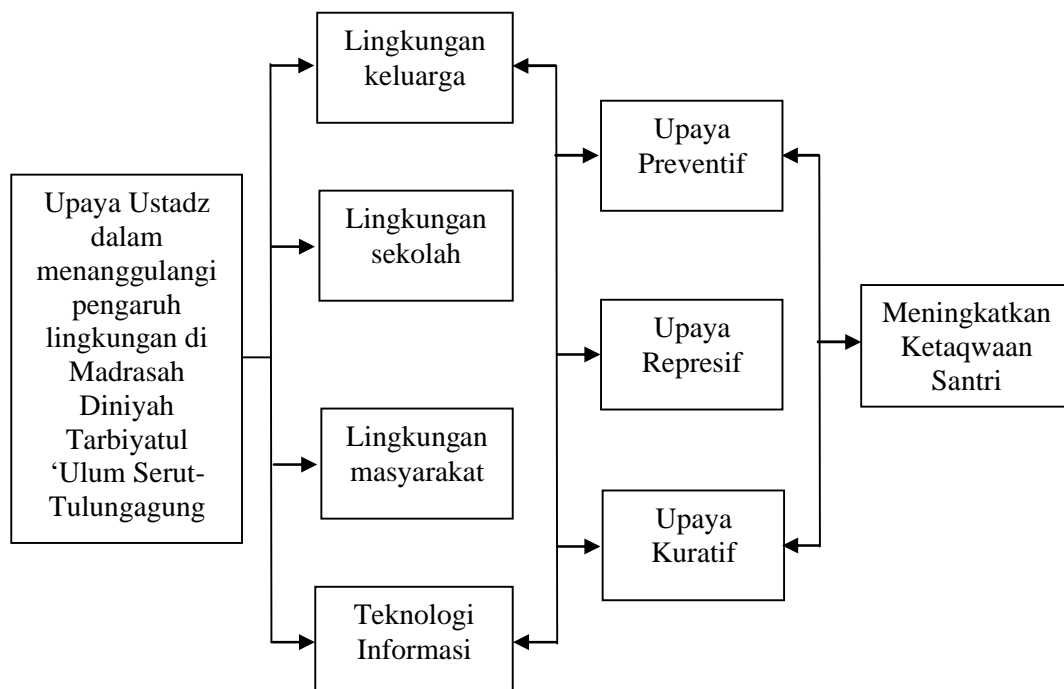 Upaya Ustadz
dalam
menanggulangi
pengaruh
lingkungan di
Madrasah
Diniyah
Tarbiyatul
‘Ulum Serut-
Tulungagung
Lingkungan
keluarga
Lingkungan
sekolah
Lingkungan
masyarakat
Teknologi
Informasi
Upaya
Preventif
Upaya
Represif
Upaya
Kuratif
Meningkatkan
Ketaqwaan
Santri